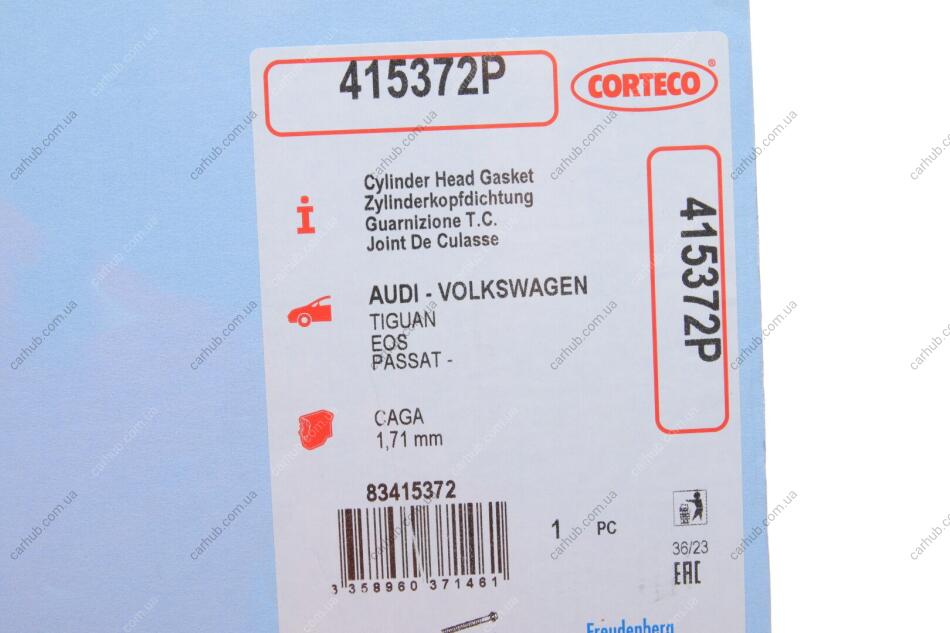 415372P
CORTECO®
Cylinder Head Gasket
Zylinderkopfdichtung
Guarnizione T.C.
Joint De Culasse
AUDI - VOLKSWAGEN
TIGUAN
EOS
PASSAT -
CAGA
1,71 mm
415372P
83415372
3 358960 371461
1 PC
36/23
EAC
Freudenberg
carhub.com.ua